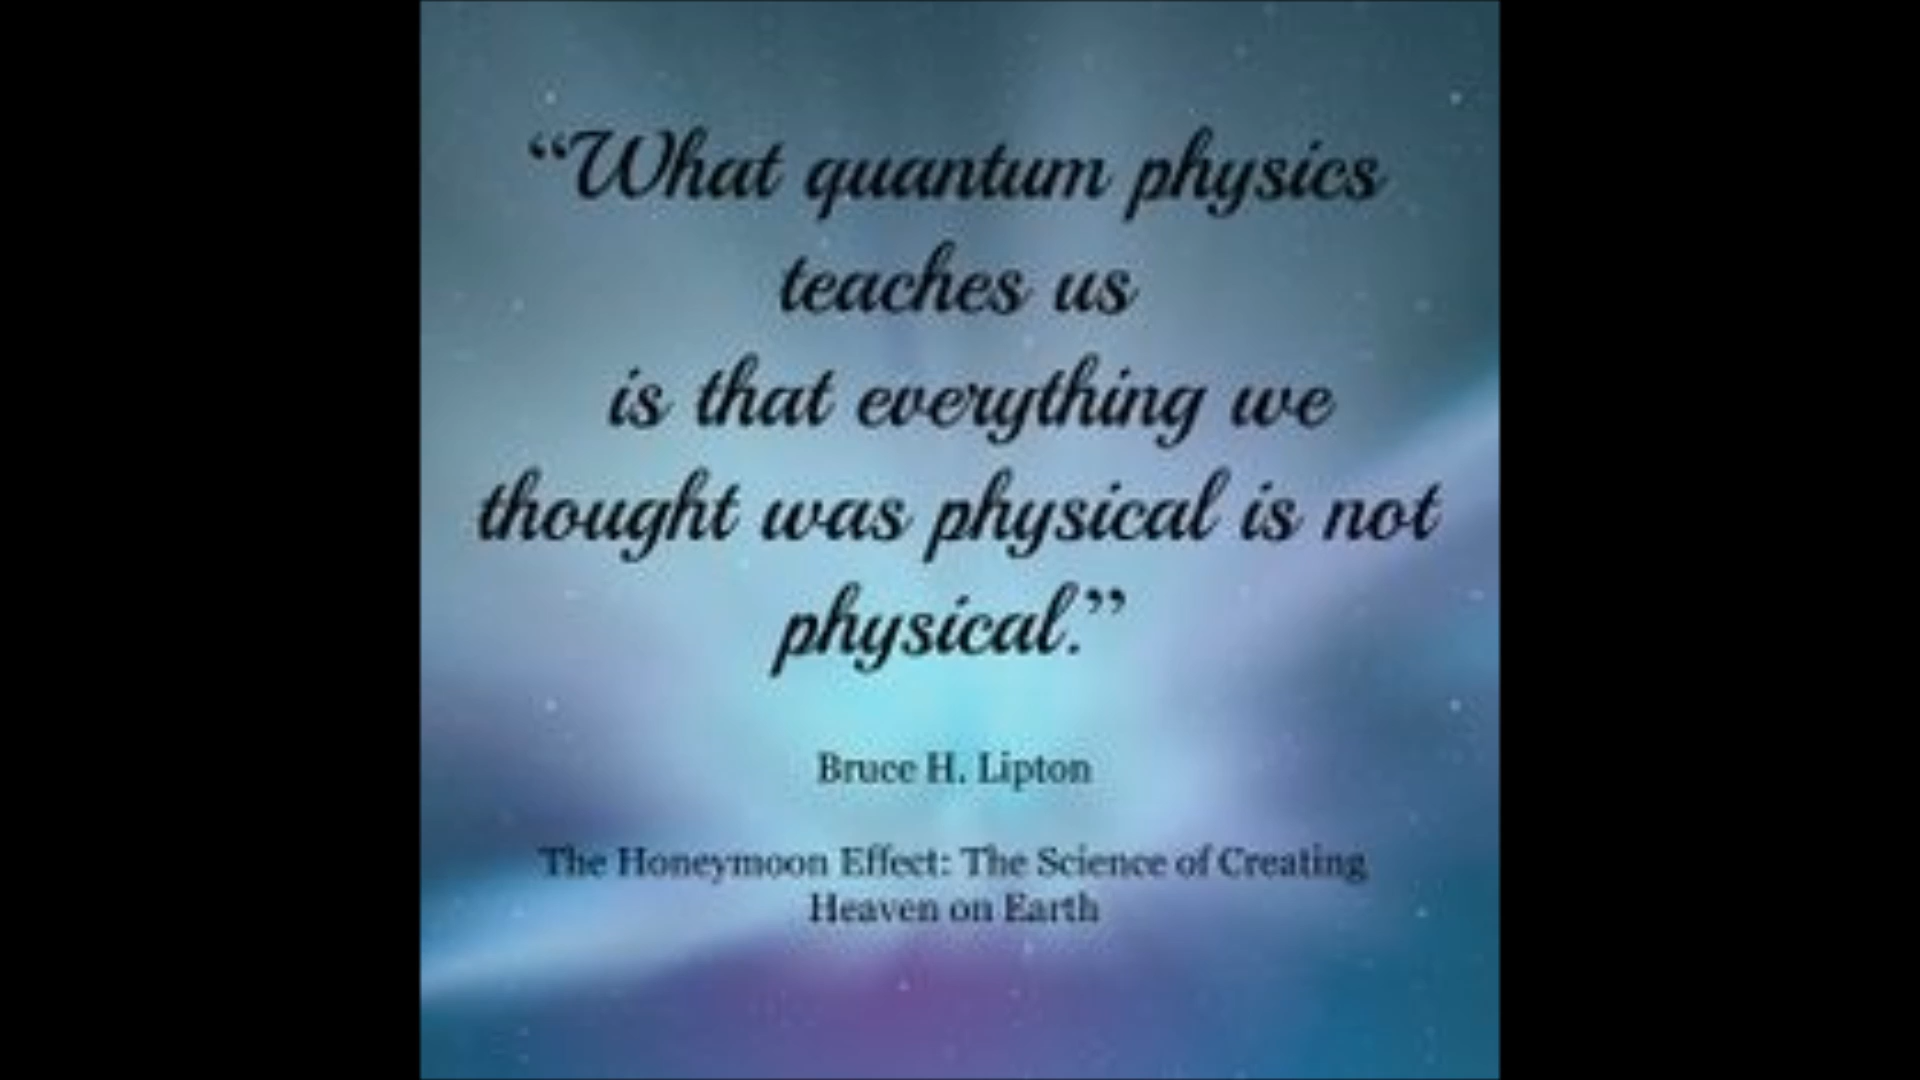 “What quantum physics
teaches us
is that everything we
thought was physical is not
physical.”
Bruce H. Lipton
The Honeymoon Effect: The Science of Creating
Heaven on Earth